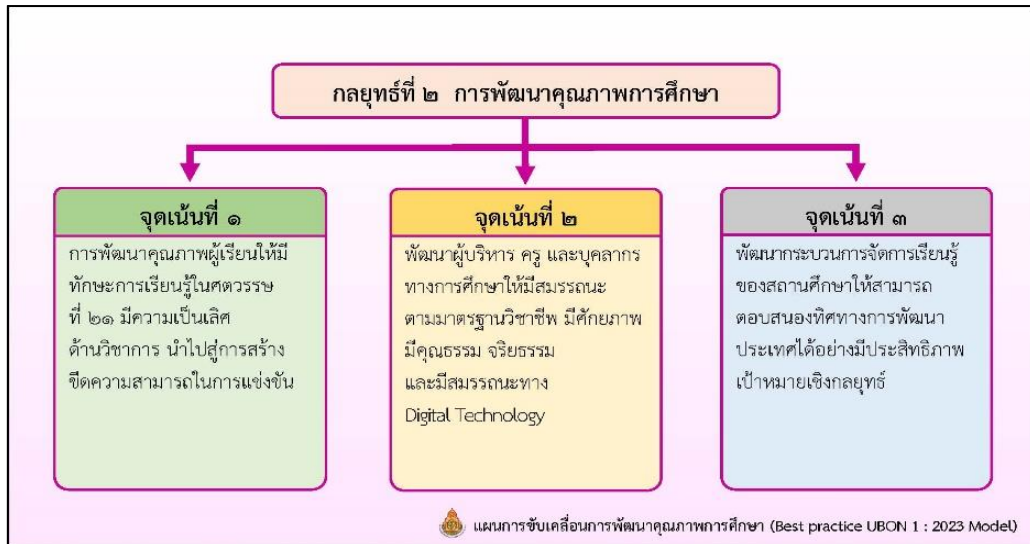 กลยุทธ์ที่ ๒ การพัฒนาคุณภาพการศึกษา
จุดเน้นที่ ๑
การพัฒนาคุณภาพผู้เรียนให้มี
ทักษะการเรียนรู้ในศตวรรษ
ที่ ๒๑ มีความเป็นเลิศ
ด้านวิชาการ นำไปสู่การสร้าง
ขีดความสามารถในการแข่งขัน
จุดเน้นที่ ๒
พัฒนาผู้บริหาร ครู และบุคลากร
ทางการศึกษาให้มีสมรรถนะ
ตามมาตรฐานวิชาชีพ มีศักยภาพ
มีคุณธรรม จริยธรรม
และมีสมรรถนะทาง
Digital Technology
จุดเน้นที่ ๓
พัฒนากระบวนการจัดการเรียนรู้
ของสถานศึกษาให้สามารถ
ตอบสนองทิศทางการพัฒนา
ประเทศได้อย่างมีประสิทธิภาพ
เป้าหมายเชิงกลยุทธ์
แผนการขับเคลื่อนการพัฒนาคุณภาพการศึกษา (Best practice UBON 1 : 2023 Model)